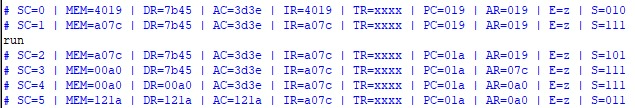 # SC=0 | MEM=4019 | DR=7b45 | AC=3d3e | IR=4019 | TR=xxxx | PC=019 | AR=019 | E=z | S=010
# SC=1 | MEM=a07c | DR=7b45 | AC=3d3e | IR=4019 | TR=xxxx | PC=019 | AR=019 | E=z | S=111
run
# SC=2 | MEM=a07c | DR=7b45 | AC=3d3e | IR=a07c | TR=xxxx | PC=01a | AR=019 | E=z | S=101
# SC=3 | MEM=00a0 | DR=7b45 | AC=3d3e | IR=a07c | TR=xxxx | PC=01a | AR=07c | E=z | S=111
# SC=4 | MEM=00a0 | DR=00a0 | AC=3d3e | IR=a07c | TR=xxxx | PC=01a | AR=0a0 | E=z | S=111
# SC=5 | MEM=121a | DR=121a | AC=3d3e | IR=a07c | TR=xxxx | PC=01a | AR=0a0 | E=z | S=011